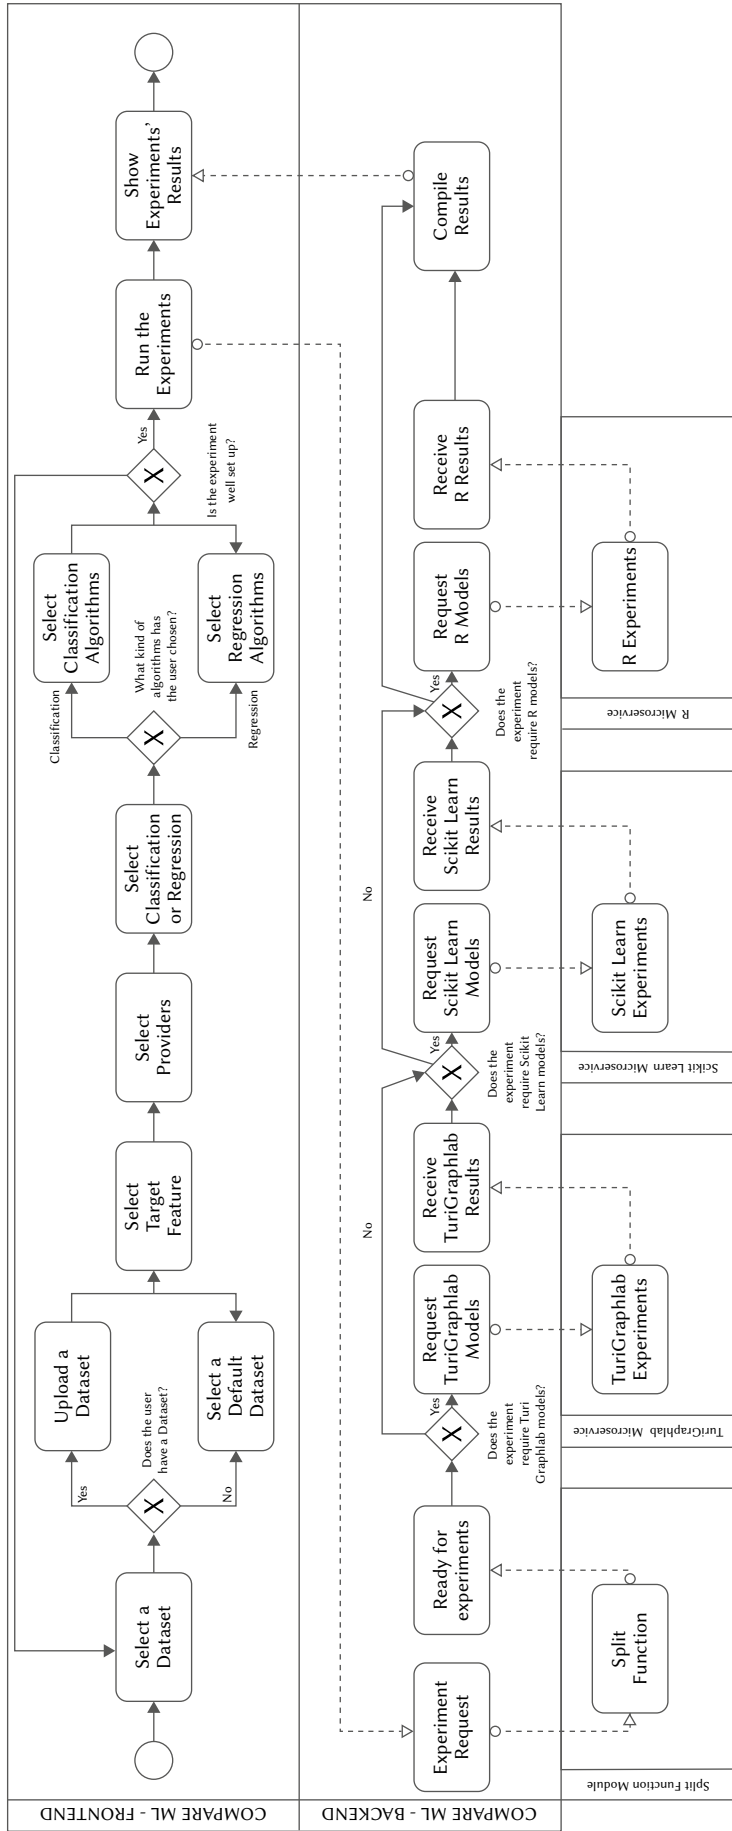 COMPARE ML - FRONTEND
Select a
Dataset
Does the user
have a Dataset?
Yes
No
Upload a
Dataset
Select a
Default
Dataset
Select
Target
Feature
Select
Providers
Select
Classification
or Regression
X
What kind of
algorithms has
the user chosen?
Classification
Regression
Select
Classification
Algorithms
Select
Regression
Algorithms
X
Is the experiment
well set up?
Yes
Run the
Experiments
Show
Experiments'
Results
X
COMPARE ML - BACKEND
Experiment
Request
Ready for
experiments
X
Does the
experiment
require Turi
Graphlab models?
Yes
No
Request
TuriGraphlab
Models
Receive
TuriGraphlab
Results
X
Does the
experiment
require Scikit
Learn models?
Yes
No
Request
Scikit Learn
Models
Receive
Scikit Learn
Results
X
Does the
experiment
require R models?
Yes
Request
R Models
Receive
R Results
Compile
Results
Split Function Module
Split
Function
TuriGraphlab Microservice
TuriGraphlab
Experiments
Scikit Learn Microservice
Scikit Learn
Experiments
R Microservice
R Experiments